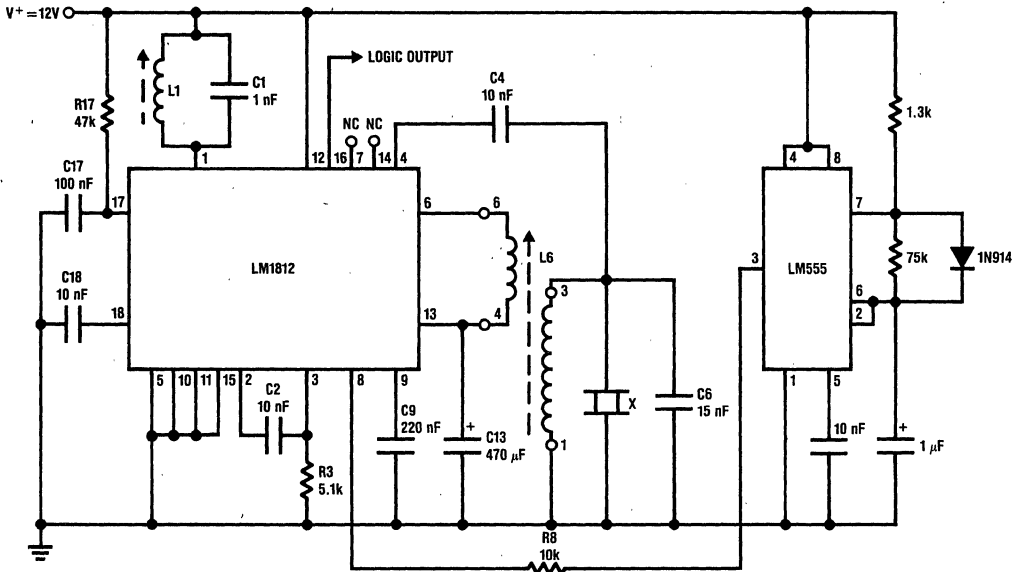 V⁺ = 12V
LOGIC OUTPUT
L1
C1
1 nF
R17
47k
C4
10 nF
1.3k
NC NC
1
12 16 7 14 4
4 8
C17
100 nF
17
6
6
7
C18
10 nF
LM1812
L6
3
3
LM555
75k
1N914
6
2
18
13
4
5 10 11 15 2 3 8 9
1 5
C2
10 nF
X
C6
15 nF
C9
220 nF
+
C13
470 µF
1
10 nF
+
1 µF
R3
5.1k
R8
10k